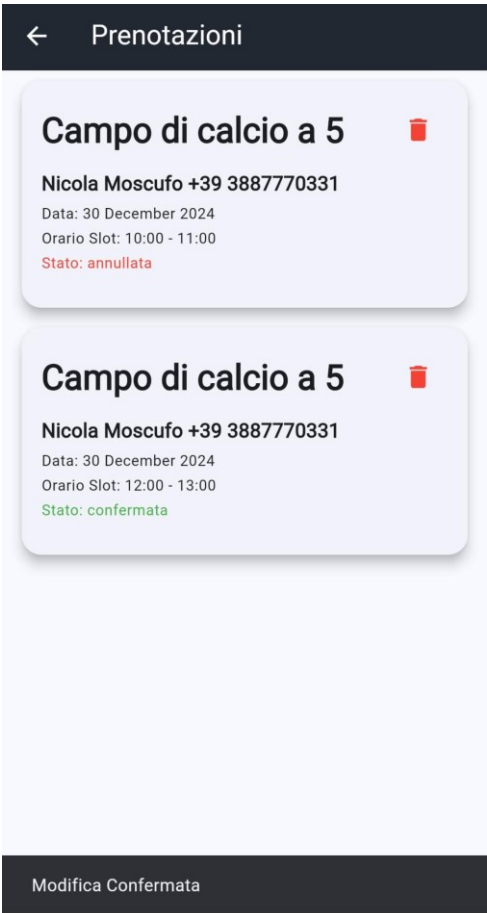 Prenotazioni
Campo di calcio a 5
Nicola Moscufo +39 3887770331
Data: 30 December 2024
Orario Slot: 10:00 - 11:00
Stato: annullata
Campo di calcio a 5
Nicola Moscufo +39 3887770331
Data: 30 December 2024
Orario Slot: 12:00 - 13:00
Stato: confermata
Modifica Confermata